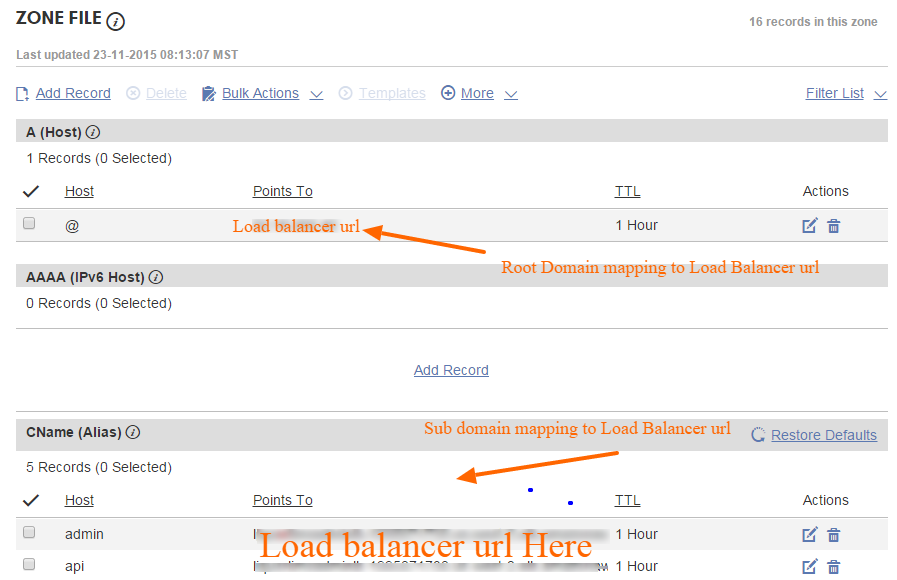 ZONE FILE
16 records in this zone
Last updated 23-11-2015 08:13:07 MST
Add Record Delete Bulk Actions Templates More Filter List
A (Host)
1 Records (0 Selected)
Host Points To TTL Actions
@ Load balancer url 1 Hour
Root Domain mapping to Load Balancer url
AAAA (IPv6 Host)
0 Records (0 Selected)
Add Record
Sub domain mapping to Load Balancer url
CName (Alias) Restore Defaults
5 Records (0 Selected)
Host Points To TTL Actions
admin 1 Hour
Load balancer url Here
api 1 Hour